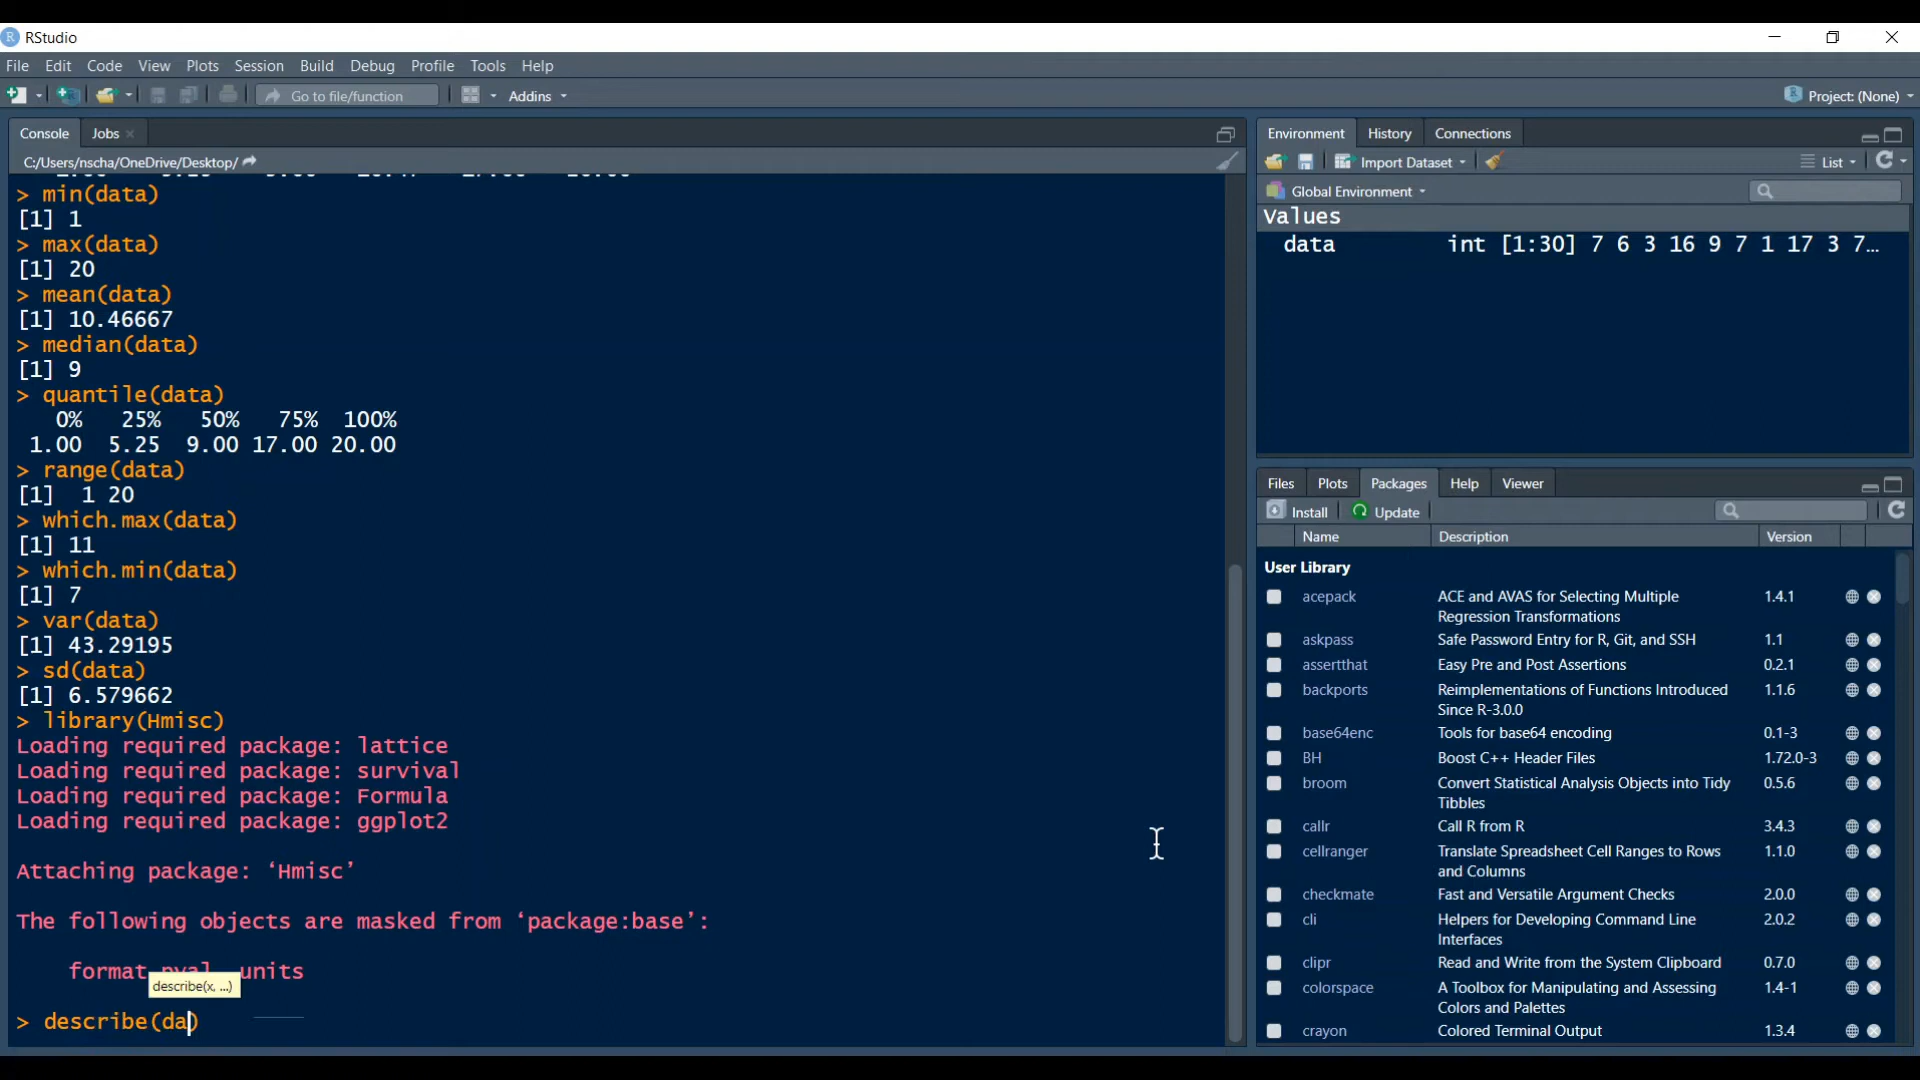 RStudio
File Edit Code View Plots Session Build Debug Profile Tools Help
Go to file/function Addins Project: (None)
Console Jobs
C:/Users/nscha/OneDrive/Desktop/
> min(data)
[1] 1
> max(data)
[1] 20
> mean(data)
[1] 10.46667
> median(data)
[1] 9
> quantile(data)
0% 25% 50% 75% 100%
1.00 5.25 9.00 17.00 20.00
> range(data)
[1] 1 20
> which.max(data)
[1] 11
> which.min(data)
[1] 7
> var(data)
[1] 43.29195
> sd(data)
[1] 6.579662
> library(Hmisc)
Loading required package: lattice
Loading required package: survival
Loading required package: Formula
Loading required package: ggplot2
Attaching package: ‘Hmisc’
The following objects are masked from ‘package:base’:
format.pval, units
describe(x, ...)
> describe(da)
Environment History Connections
Import Dataset List
Global Environment
Values
data int [1:30] 7 6 3 16 9 7 1 17 3 7...
Files Plots Packages Help Viewer
Install Update
Name Description Version
User Library
acepack ACE and AVAS for Selecting Multiple 1.4.1
Regression Transformations
askpass Safe Password Entry for R, Git, and SSH 1.1
assertthat Easy Pre and Post Assertions 0.2.1
backports Reimplementations of Functions Introduced 1.1.6
Since R-3.0.0
base64enc Tools for base64 encoding 0.1-3
BH Boost C++ Header Files 1.72.0-3
broom Convert Statistical Analysis Objects into Tidy 0.5.6
Tibbles
callr Call R from R 3.4.3
cellranger Translate Spreadsheet Cell Ranges to Rows 1.1.0
and Columns
checkmate Fast and Versatile Argument Checks 2.0.0
cli Helpers for Developing Command Line 2.0.2
Interfaces
clipr Read and Write from the System Clipboard 0.7.0
colorspace A Toolbox for Manipulating and Assessing 1.4-1
Colors and Palettes
crayon Colored Terminal Output 1.3.4